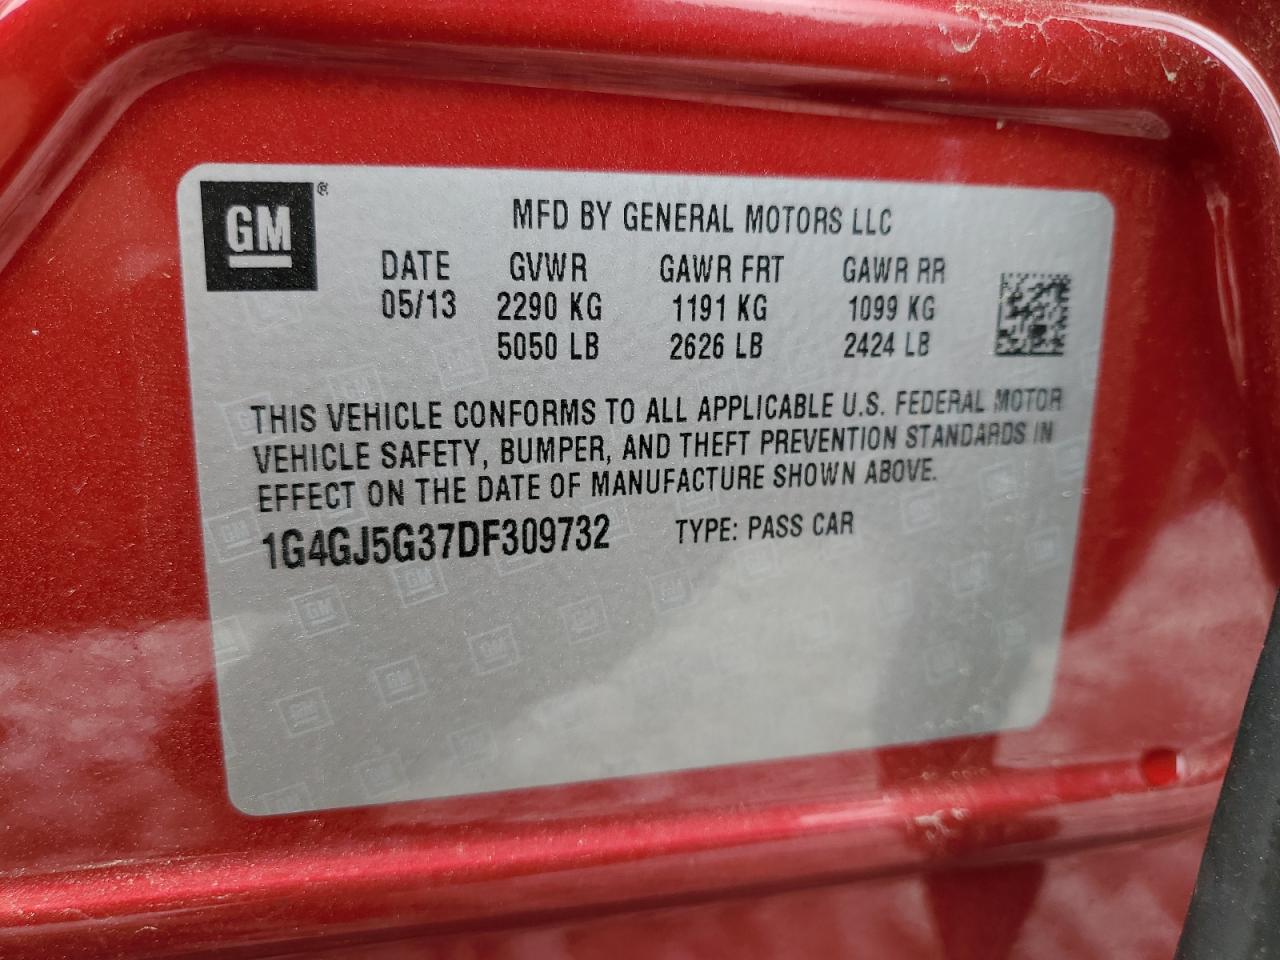 GM®
MFD BY GENERAL MOTORS LLC
DATE GVWR GAWR FRT GAWR RR
05/13 2290 KG 1191 KG 1099 KG
5050 LB 2626 LB 2424 LB
THIS VEHICLE CONFORMS TO ALL APPLICABLE U.S. FEDERAL MOTOR
VEHICLE SAFETY, BUMPER, AND THEFT PREVENTION STANDARDS IN
EFFECT ON THE DATE OF MANUFACTURE SHOWN ABOVE.
1G4GJ5G37DF309732 TYPE: PASS CAR